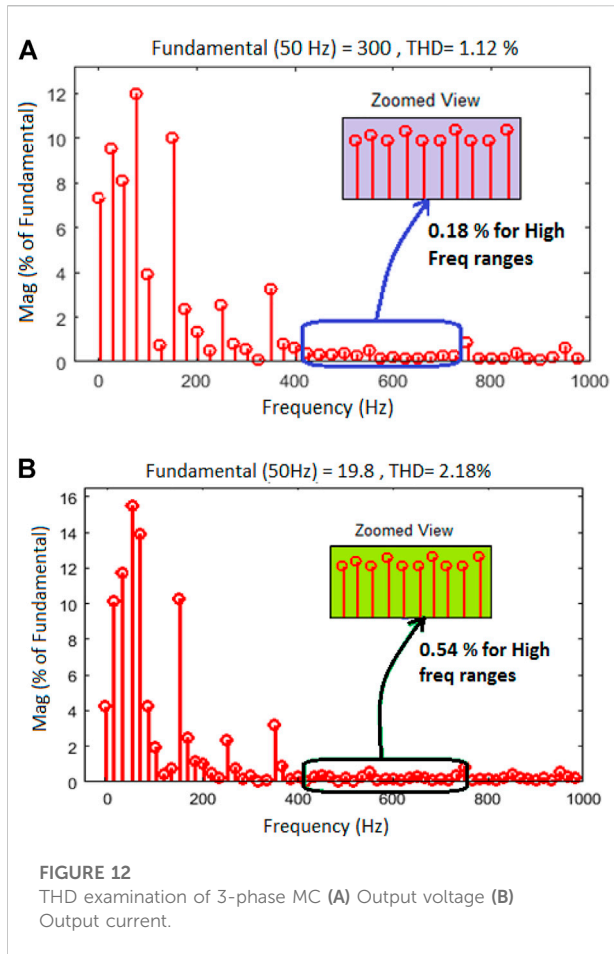 A
Fundamental (50 Hz) = 300 , THD= 1.12 %
Mag (% of Fundamental)
12
10
8
6
4
2
0
Zoomed View
0.18 % for High
Freq ranges
0 200 400 600 800 1000
Frequency (Hz)
B
Fundamental (50Hz) = 19.8 , THD= 2.18%
Mag (% of Fundamental)
16
14
12
10
8
6
4
2
0
Zoomed View
0.54 % for High
freq ranges
0 200 400 600 800 1000
Frequency (Hz)
FIGURE 12
THD examination of 3-phase MC (A) Output voltage (B)
Output current.